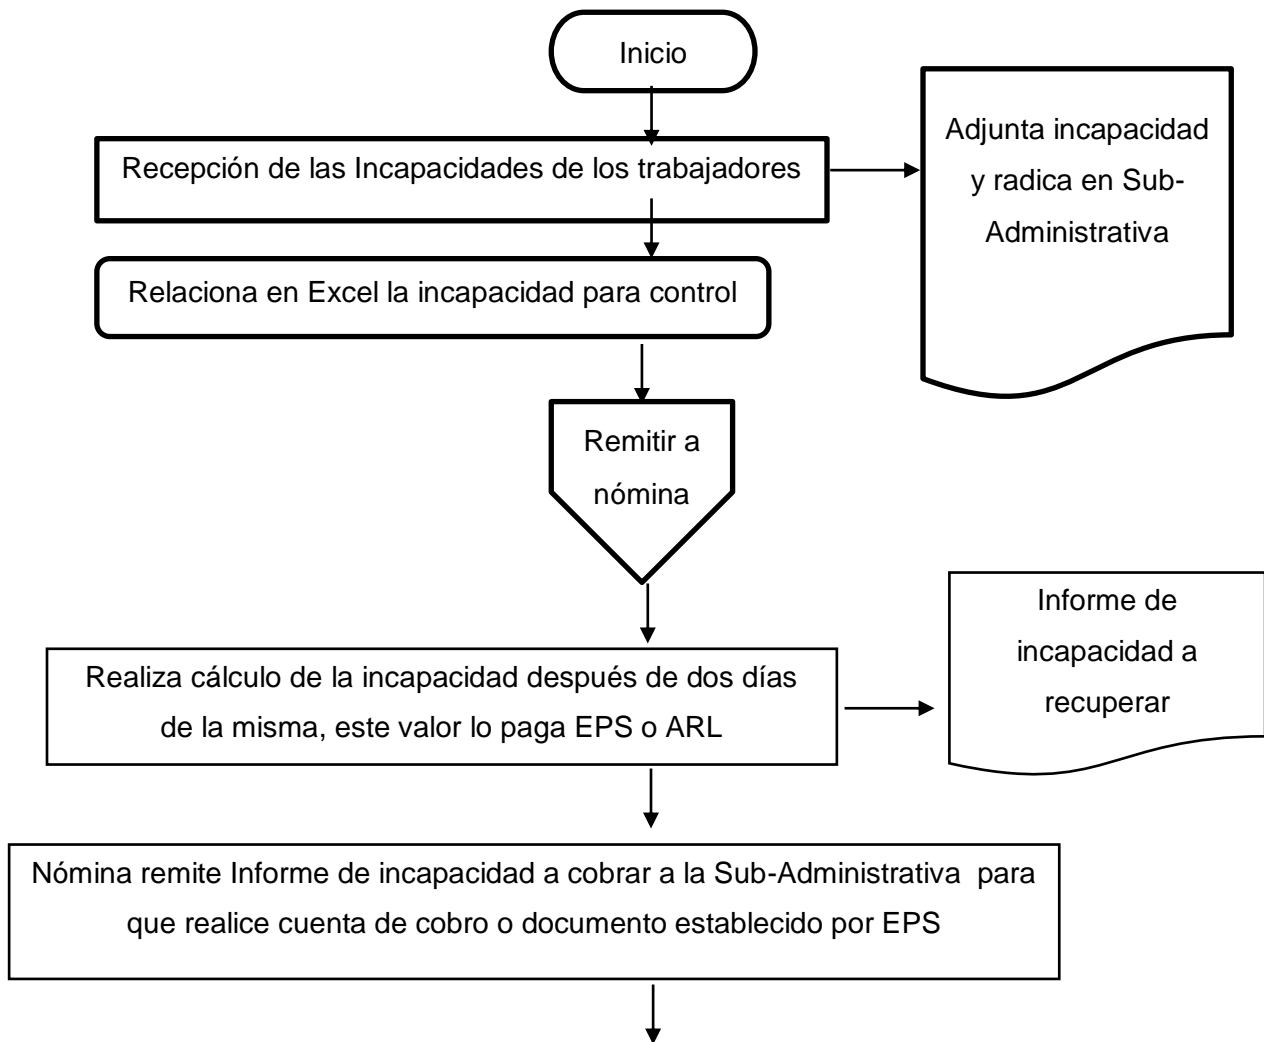 Inicio
Recepción de las Incapacidades de los trabajadores
Adjunta incapacidad
y radica en Sub-
Administrativa
Relaciona en Excel la incapacidad para control
Remitir a
nómina
Realiza cálculo de la incapacidad después de dos días
de la misma, este valor lo paga EPS o ARL
Informe de
incapacidad a
recuperar
Nómina remite Informe de incapacidad a cobrar a la Sub-Administrativa  para
que realice cuenta de cobro o documento establecido por EPS